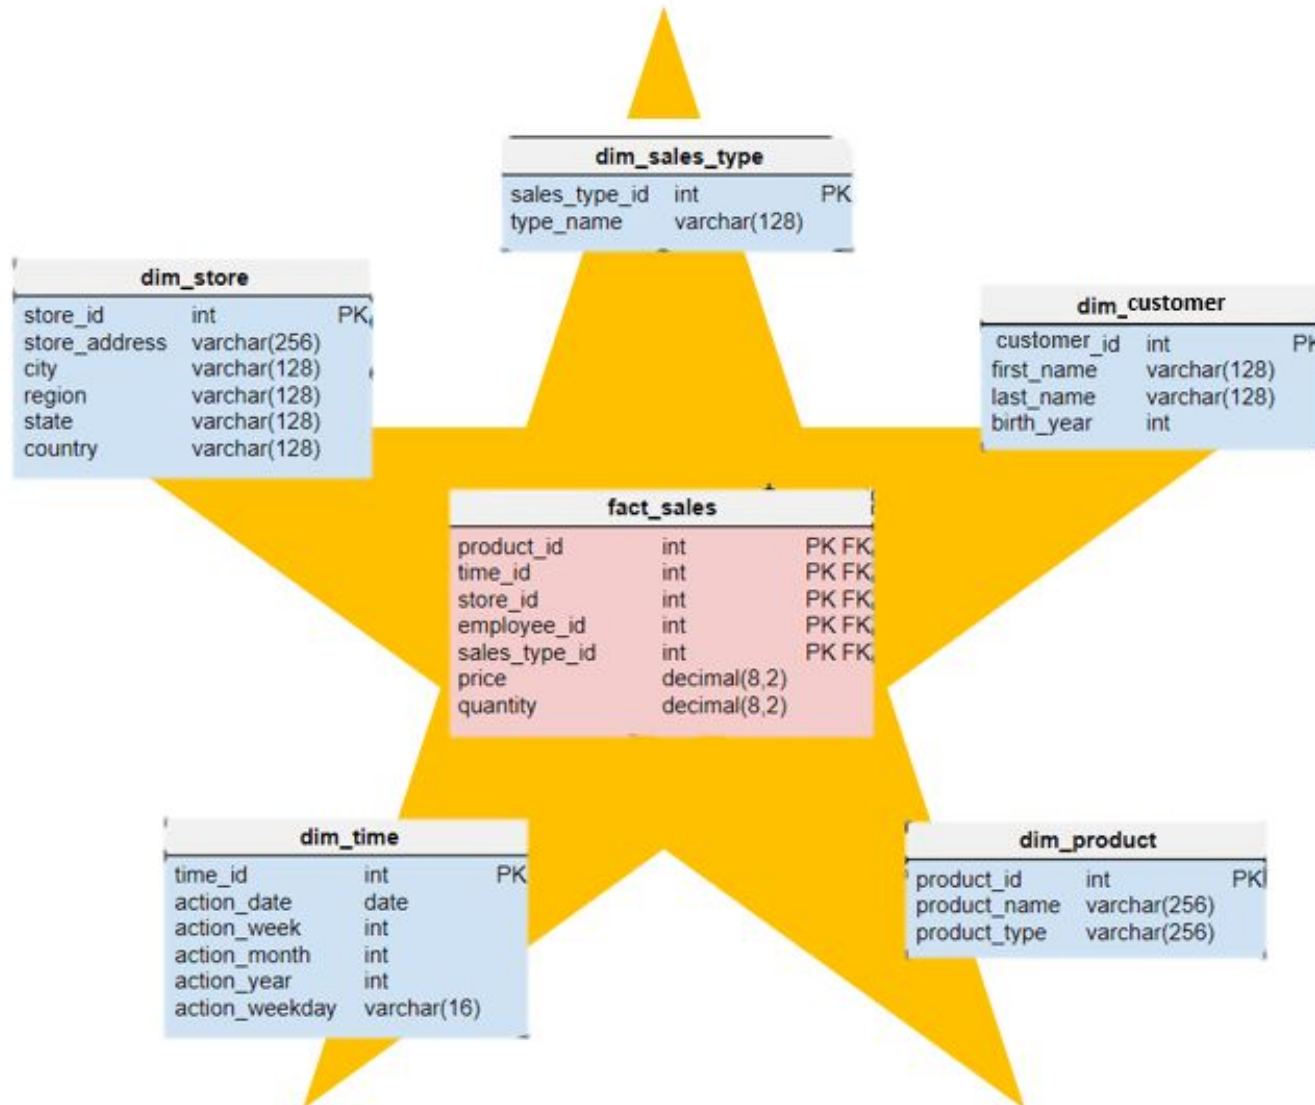 dim_sales_type
sales_type_id int PK
type_name varchar(128)
dim_store
store_id int PK
store_address varchar(256)
city varchar(128)
region varchar(128)
state varchar(128)
country varchar(128)
dim_customer
customer_id int PK
first_name varchar(128)
last_name varchar(128)
birth_year int
fact_sales
product_id int PK FK
time_id int PK FK
store_id int PK FK
employee_id int PK FK
sales_type_id int PK FK
price decimal(8,2)
quantity decimal(8,2)
dim_time
time_id int PK
action_date date
action_week int
action_month int
action_year int
action_weekday varchar(16)
dim_product
product_id int PK
product_name varchar(256)
product_type varchar(256)